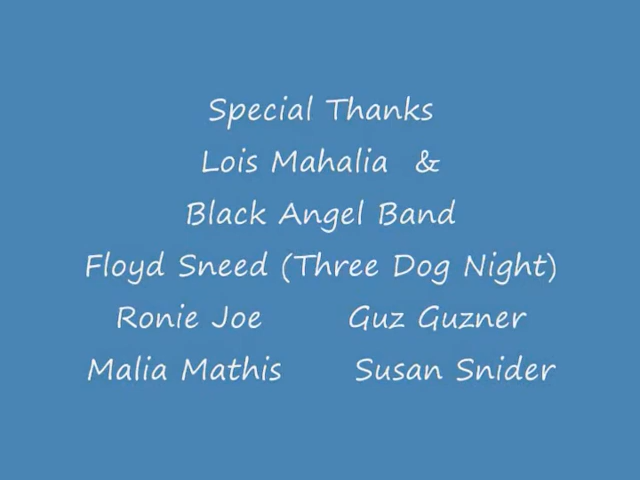 Special Thanks
Lois Mahalia &
Black Angel Band
Floyd Sneed (Three Dog Night)
Ronie Joe Guz Guzner
Malia Mathis Susan Snider